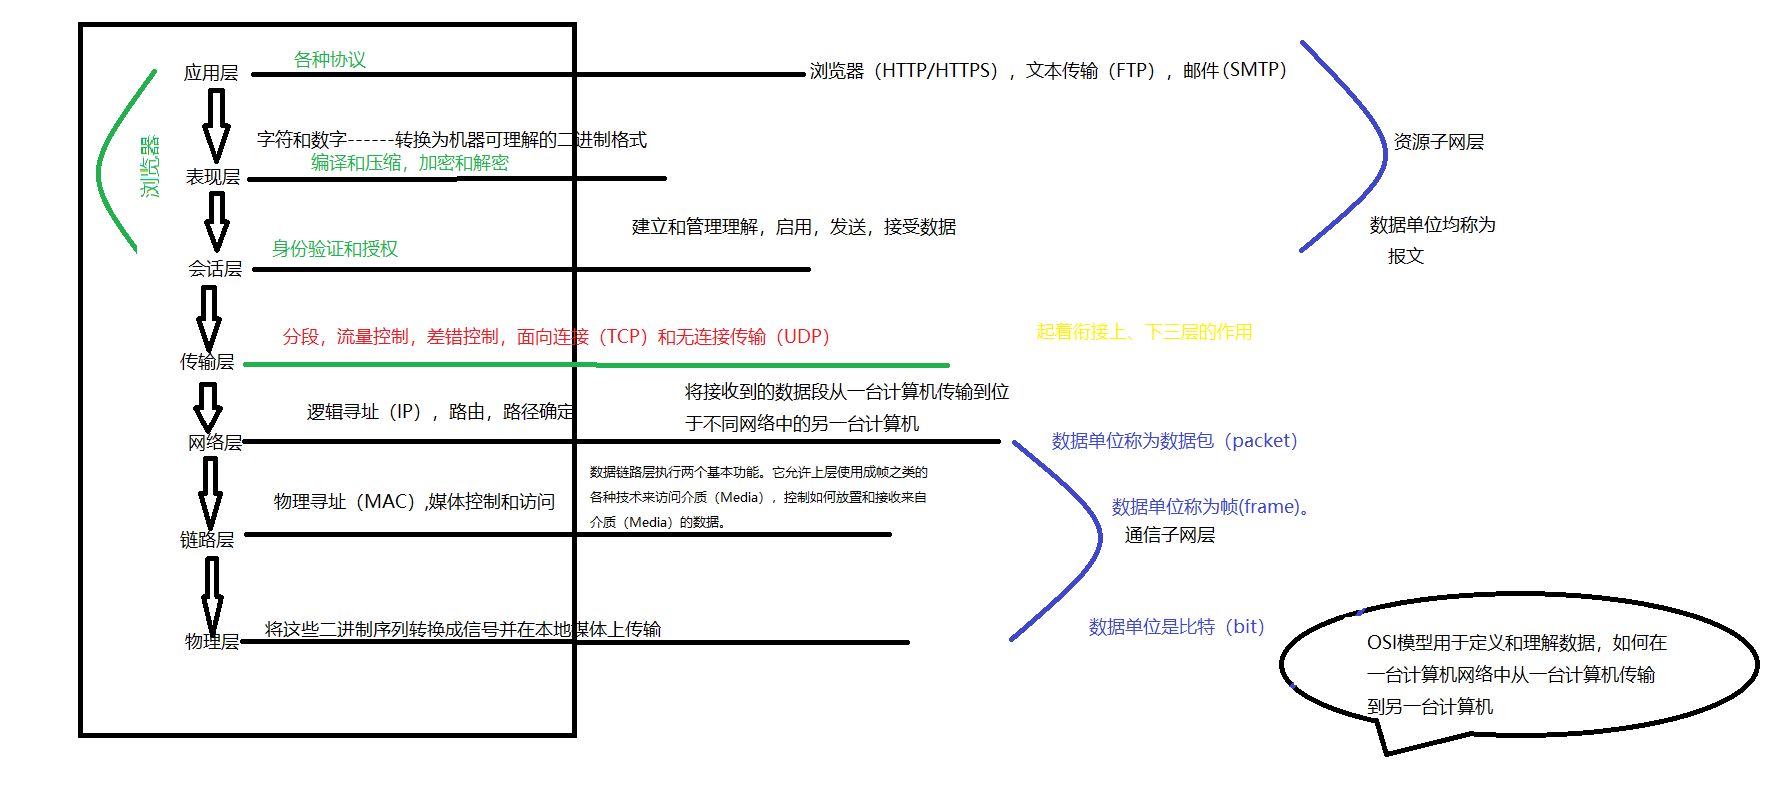 各种协议
应用层
浏览器（HTTP/HTTPS），文本传输（FTP），邮件（SMTP）
浏览器
字符和数字------转换为机器可理解的二进制格式
编译和压缩，加密和解密
表现层
资源子网层
建立和管理理解，启用，发送，接受数据
数据单位均称为
报文
身份验证和授权
会话层
分段，流量控制，差错控制，面向连接（TCP）和无连接传输（UDP）
起着衔接上、下三层的作用
传输层
将接收到的数据段从一台计算机传输到位
于不同网络中的另一台计算机
逻辑寻址（IP），路由，路径确定
网络层
数据单位称为数据包（packet）
数据链路层执行两个基本功能。它允许上层使用成帧之类的
各种技术来访问介质（Media），控制如何放置和接收来自
介质（Media）的数据。
物理寻址（MAC）,媒体控制和访问
数据单位称为帧(frame)。
通信子网层
链路层
将这些二进制序列转换成信号并在本地媒体上传输
物理层
数据单位是比特（bit）
OSI模型用于定义和理解数据，如何在
一台计算机网络中从一台计算机传输
到另一台计算机